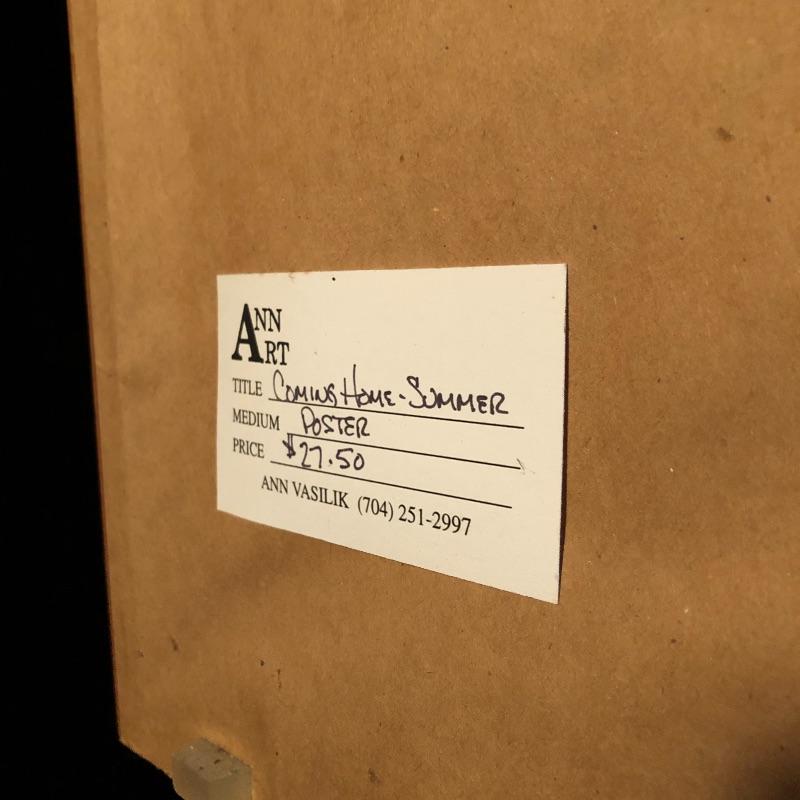 ANN
ART
TITLE COMING HOME-SUMMER
MEDIUM POSTER
PRICE $27.50
ANN VASILIK (704) 251-2997